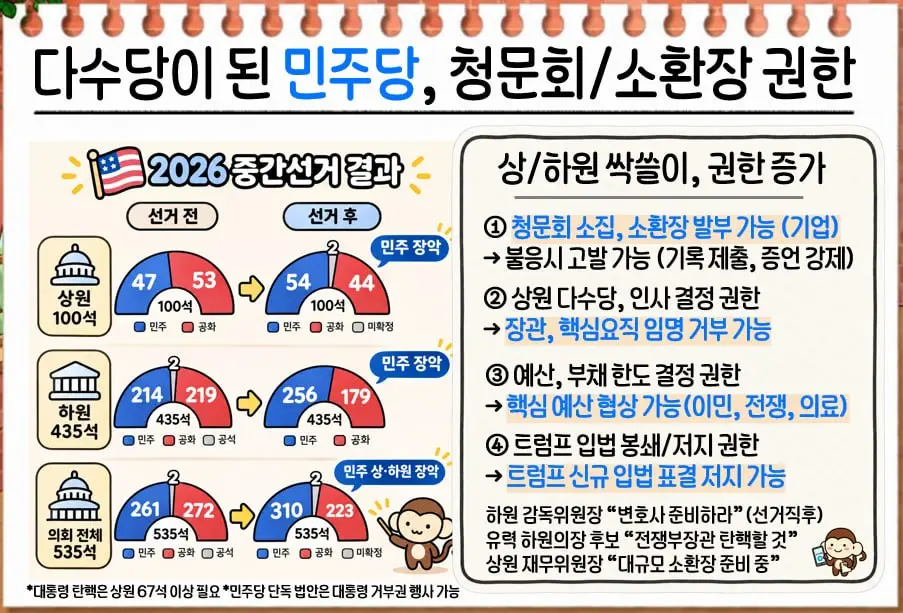 다수당이 된 민주당, 청문회/소환장 권한
2026 중간선거 결과
선거 전
선거 후
상원
100석
47
53
100석
민주 공화
민주 장악
54
2
44
100석
민주 공화 미확정
하원
435석
214
2
219
435석
민주 공화 공석
민주 장악
256
179
435석
민주 공화
의회 전체
535석
261
2
272
535석
민주 공화 공석
민주 상·하원 장악
310
2
223
535석
민주 공화 미확정
상/하원 싹쓸이, 권한 증가
① 청문회 소집, 소환장 발부 가능 (기업)
→ 불응시 고발 가능 (기록 제출, 증언 강제)
② 상원 다수당, 인사 결정 권한
→ 장관, 핵심요직 임명 거부 가능
③ 예산, 부채 한도 결정 권한
→ 핵심 예산 협상 가능(이민, 전쟁, 의료)
④ 트럼프 입법 봉쇄/저지 권한
→ 트럼프 신규 입법 표결 저지 가능
하원 감독위원장 “변호사 준비하라” (선거직후)
유력 하원의장 후보 “전쟁부장관 탄핵할 것”
상원 재무위원장 “대규모 소환장 준비 중”
*대통령 탄핵은 상원 67석 이상 필요 *민주당 단독 법안은 대통령 거부권 행사 가능